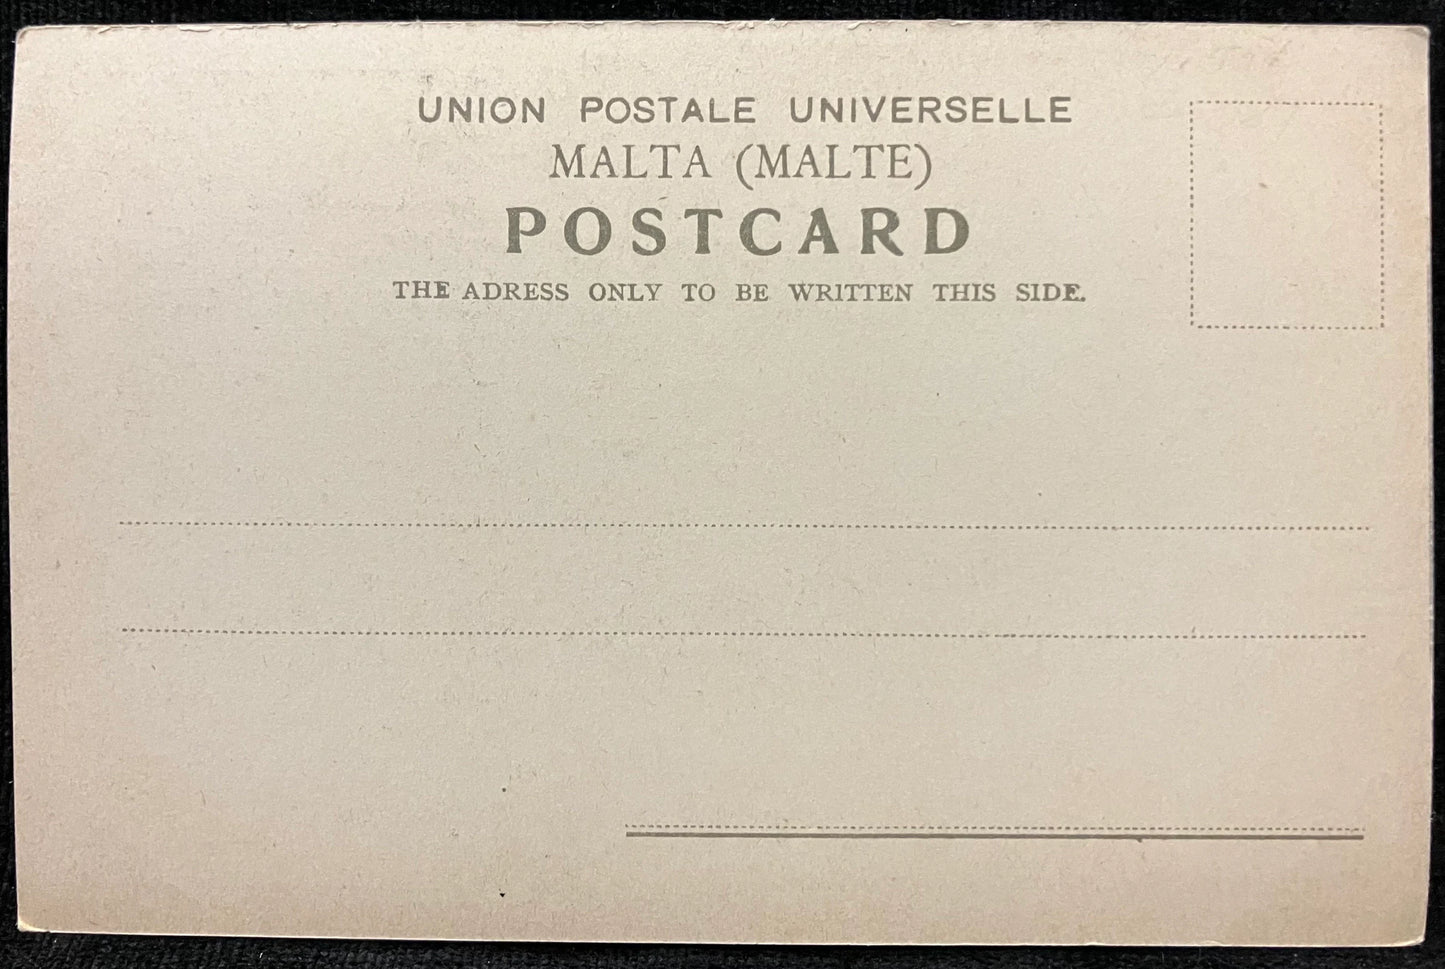 UNION POSTALE UNIVERSELLE
MALTA (MALTE)
POSTCARD
THE ADRESS ONLY TO BE WRITTEN THIS SIDE.